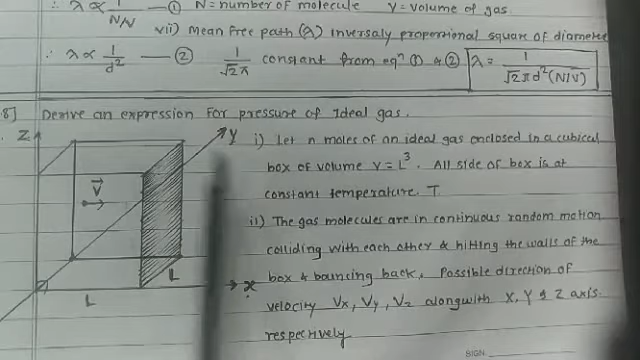 ∴ λ ∝ 1/N/V — ① N = number of molecule V = volume of gas
vii) Mean Free path (λ) inversaly proportional square of diameter
∴ λ ∝ 1/d² — ② 1/√2π constant from eqⁿ ① & ② λ = 1/√2πd²(N/V)
8] Derive an expression For pressure of Ideal gas.
Z Y i) Let n moles of an ideal gas enclosed in a cubical
box of volume V = L³. All side of box is at
V constant temperature T
ii) The gas molecules are in continuous random motion
colliding with each other & hitting the walls of the
L X box & bouncing back. Possible direction of
L velocity Vx, Vy, Vz alongwith X, Y & Z axis
respectively
SIGN.